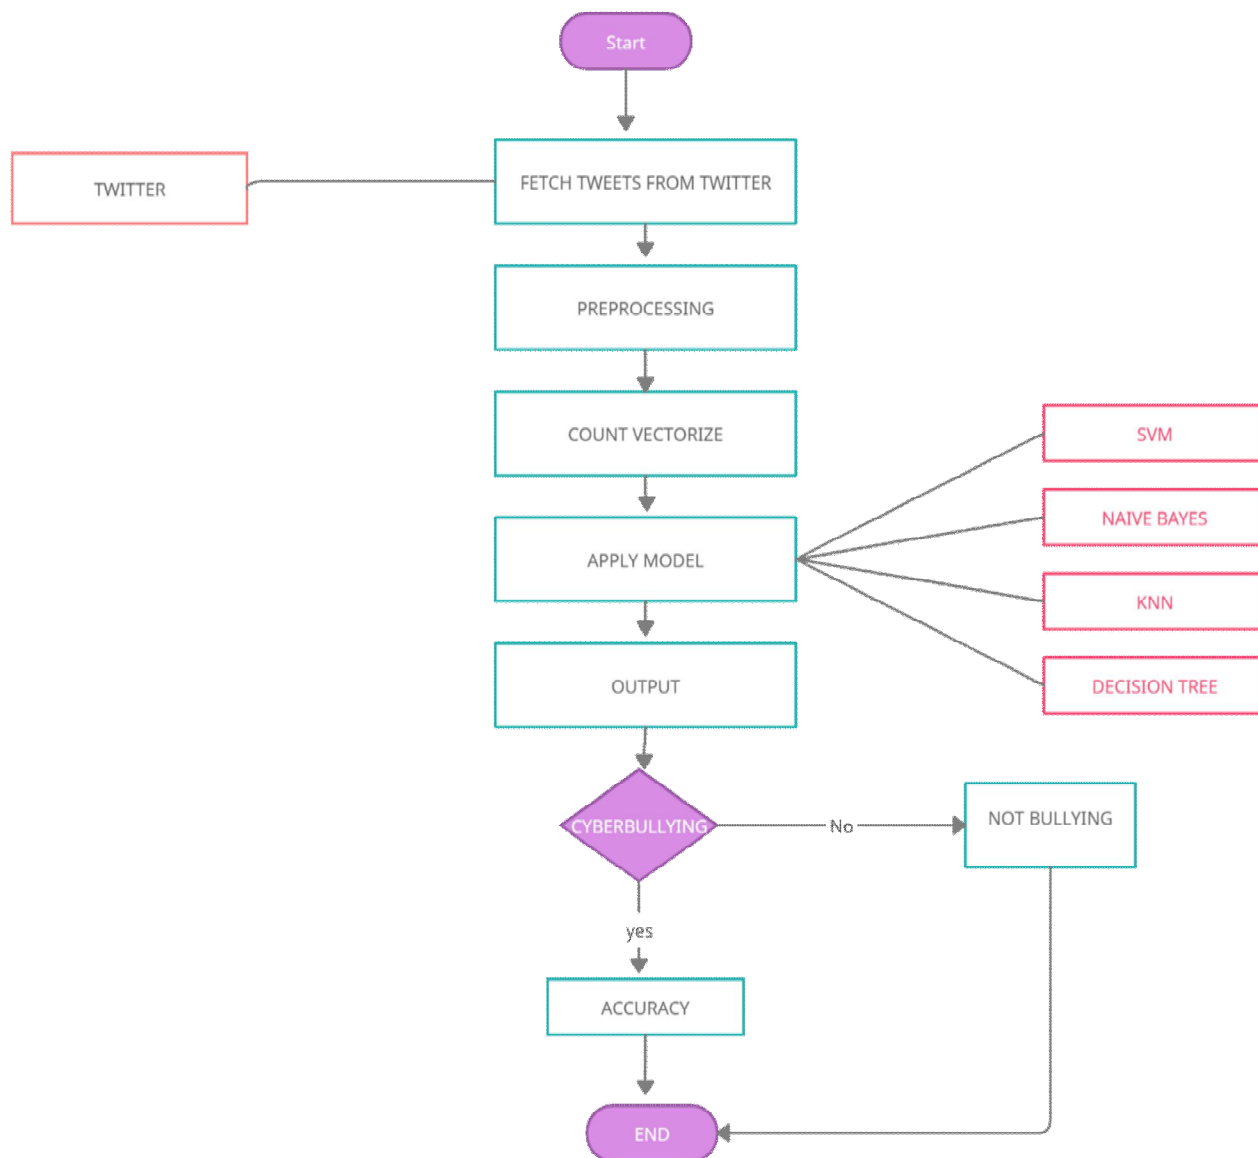 Start
TWITTER
FETCH TWEETS FROM TWITTER
PREPROCESSING
COUNT VECTORIZE
SVM
NAIVE BAYES
APPLY MODEL
KNN
OUTPUT
DECISION TREE
CYBERBULLYING
No
NOT BULLYING
yes
ACCURACY
END